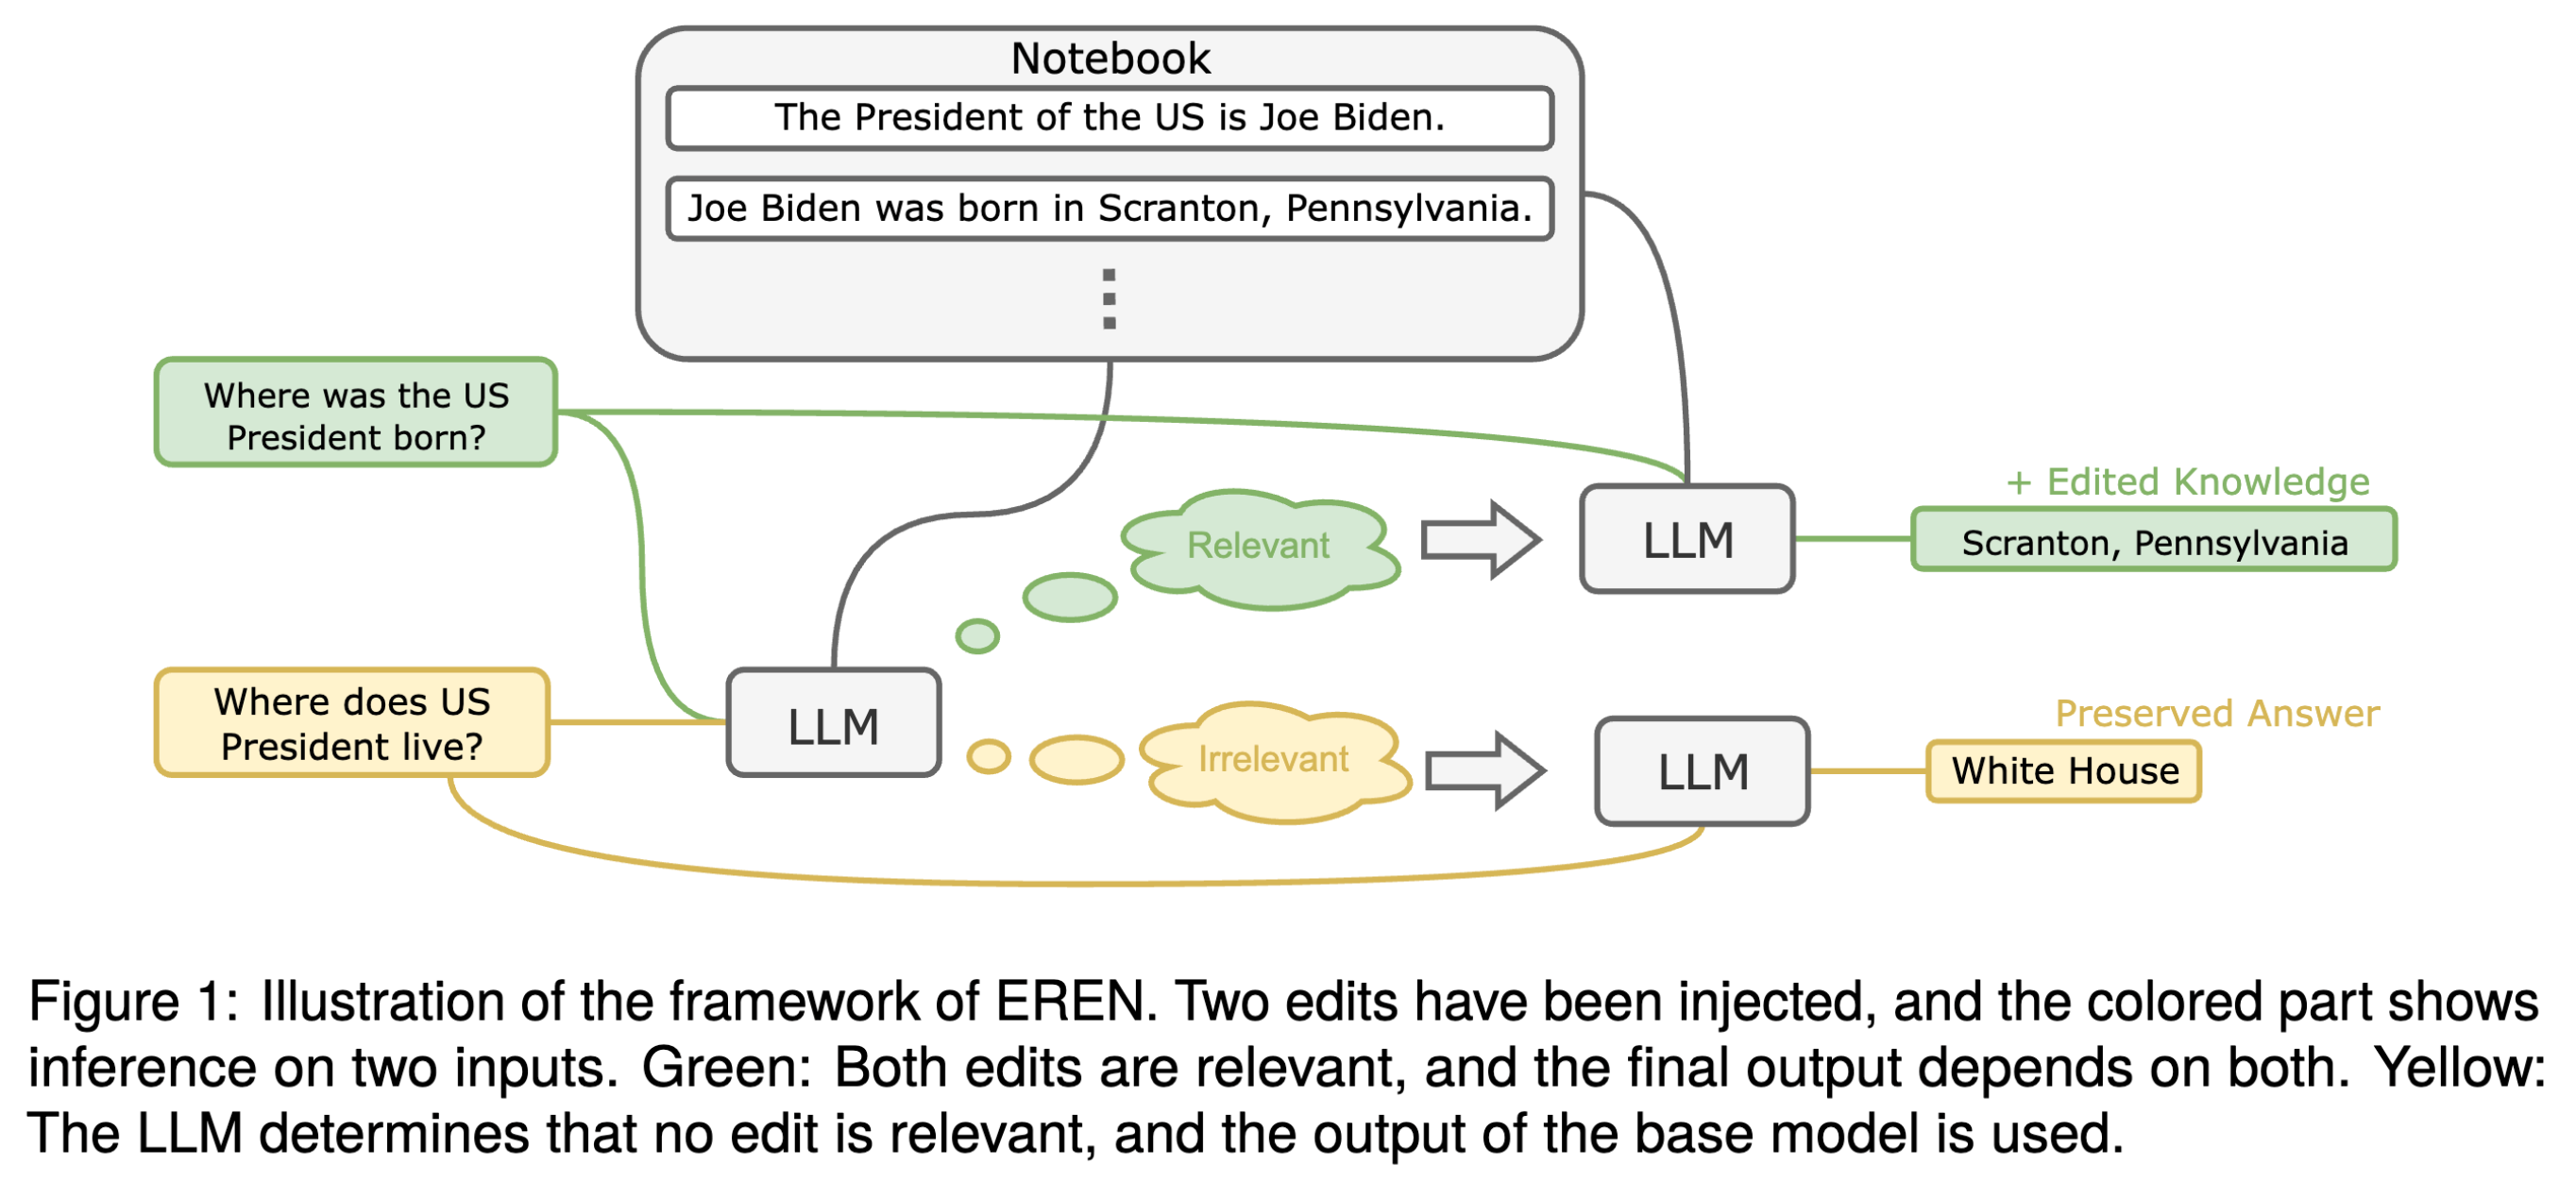 Notebook
The President of the US is Joe Biden.
Joe Biden was born in Scranton, Pennsylvania.
Where was the US
President born?
+ Edited Knowledge
Relevant
LLM
Scranton, Pennsylvania
Where does US
President live?
LLM
Preserved Answer
Irrelevant
LLM
White House
Figure 1: Illustration of the framework of EREN. Two edits have been injected, and the colored part shows
inference on two inputs. Green: Both edits are relevant, and the final output depends on both. Yellow:
The LLM determines that no edit is relevant, and the output of the base model is used.